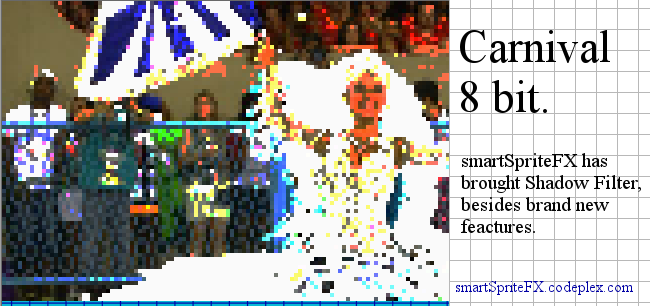 Carnival
8 bit.
smartSpriteFX has
brought Shadow Filter,
besides brand new
feactures.
smartSpriteFX.codeplex.com